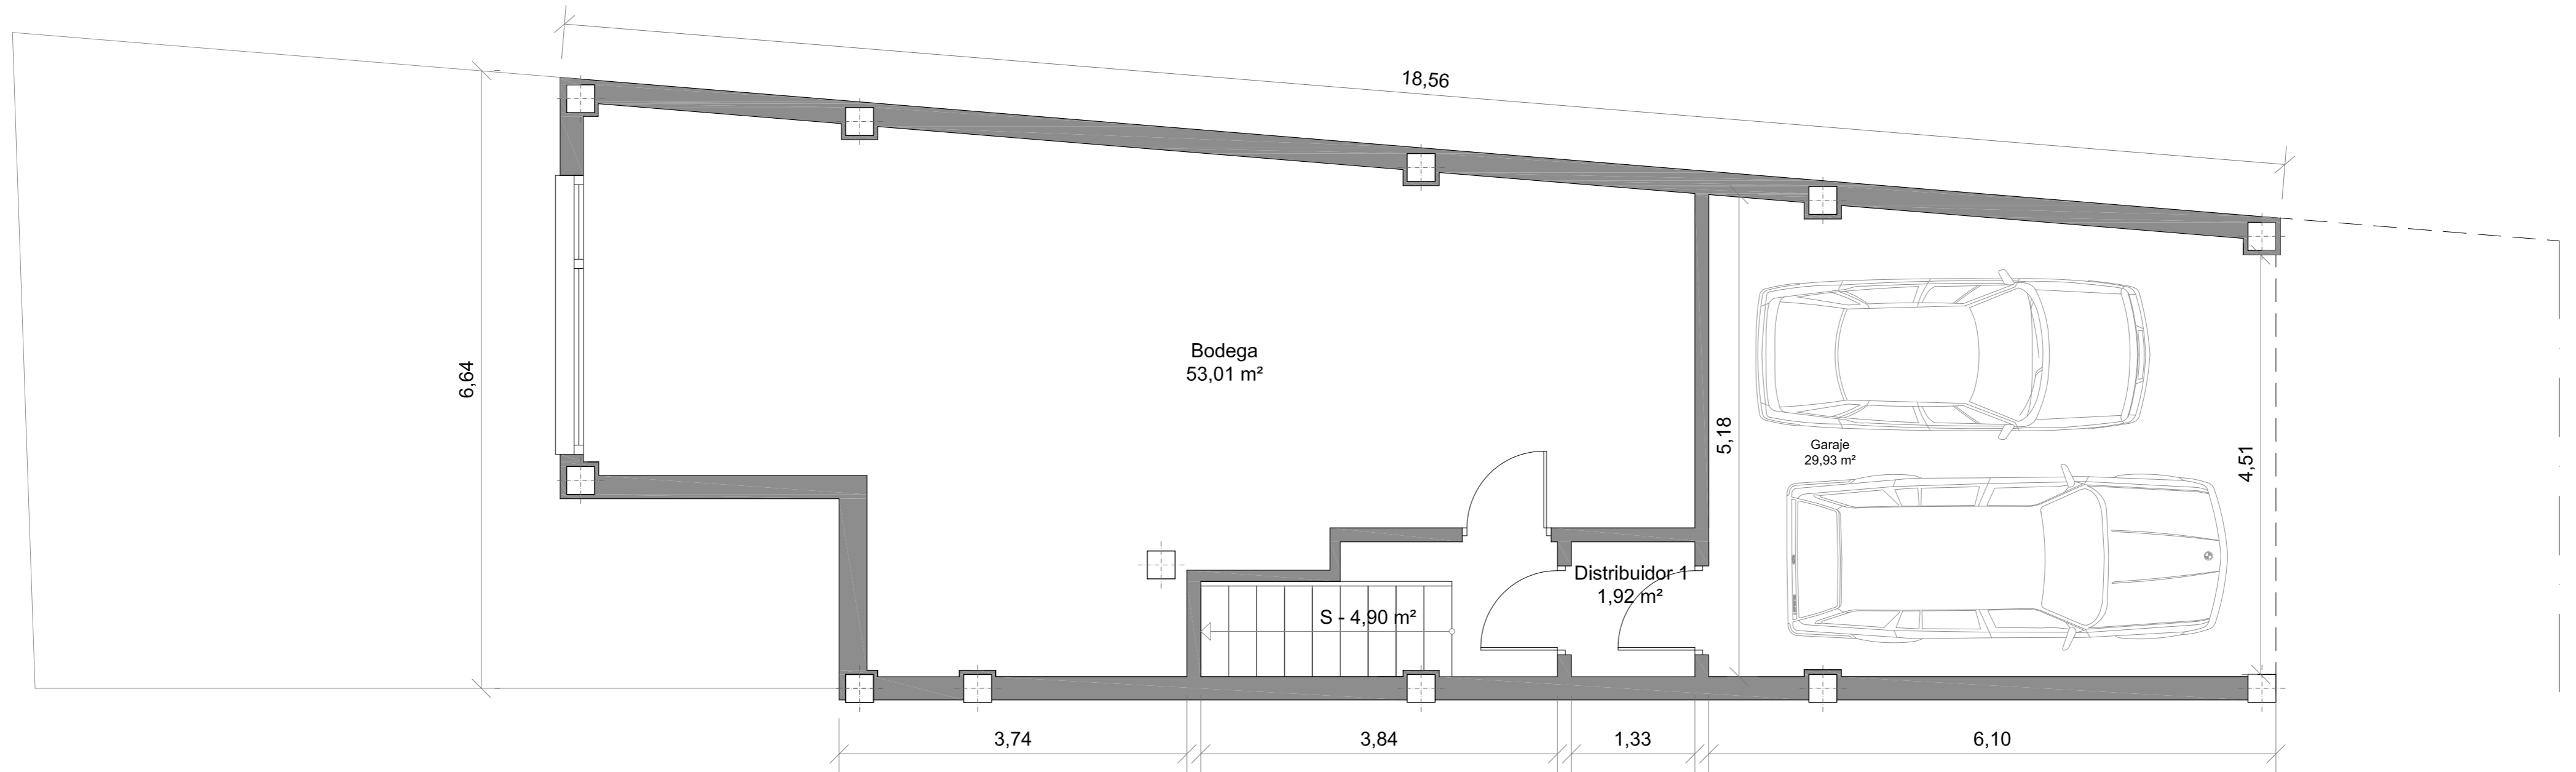 18,56
6,64
Bodega
53,01 m²
5,18
Garaje
29,93 m²
4,51
Distribuidor 1
1,92 m²
S - 4,90 m²
3,74
3,84
1,33
6,10